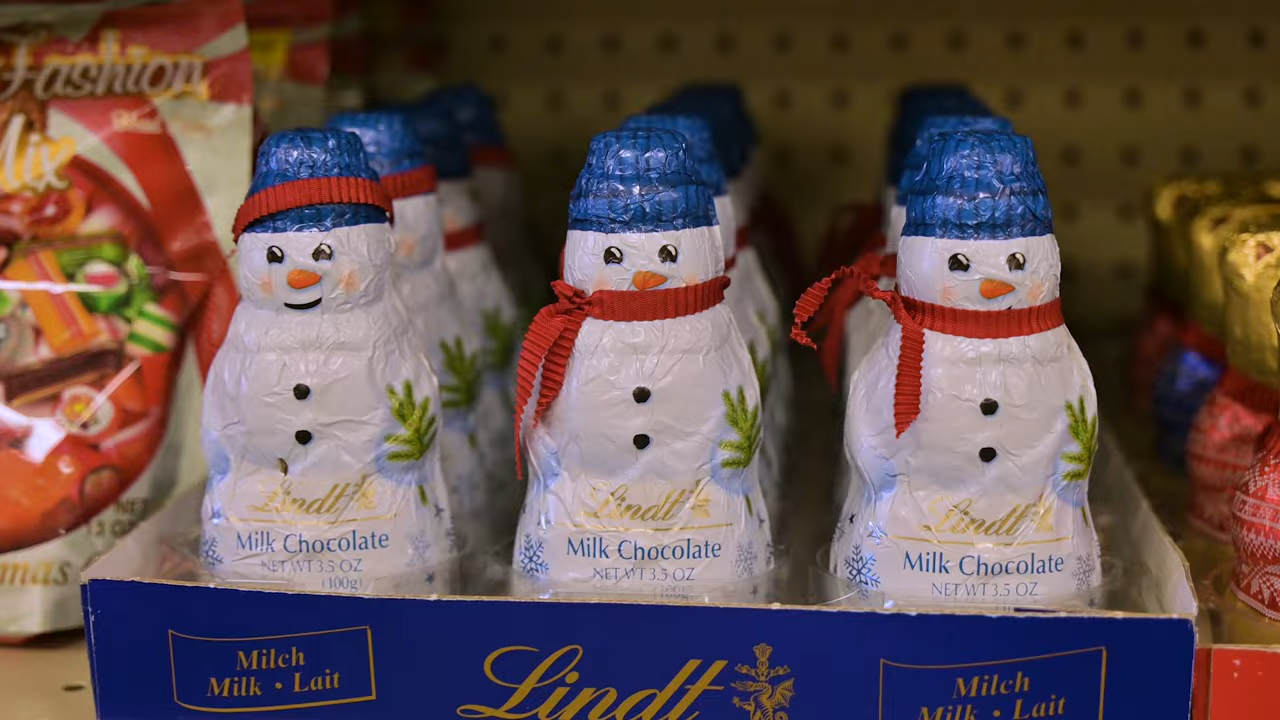 Fashion
Mix
Lindt
Milk Chocolate
NET WT 3.5 OZ
(100g)
Lindt
Milk Chocolate
NET WT 3.5 OZ
(100g)
Lindt
Milk Chocolate
NET WT 3.5 OZ
Milch
Milk • Lait
Lindt
Milch
Milk • Lait